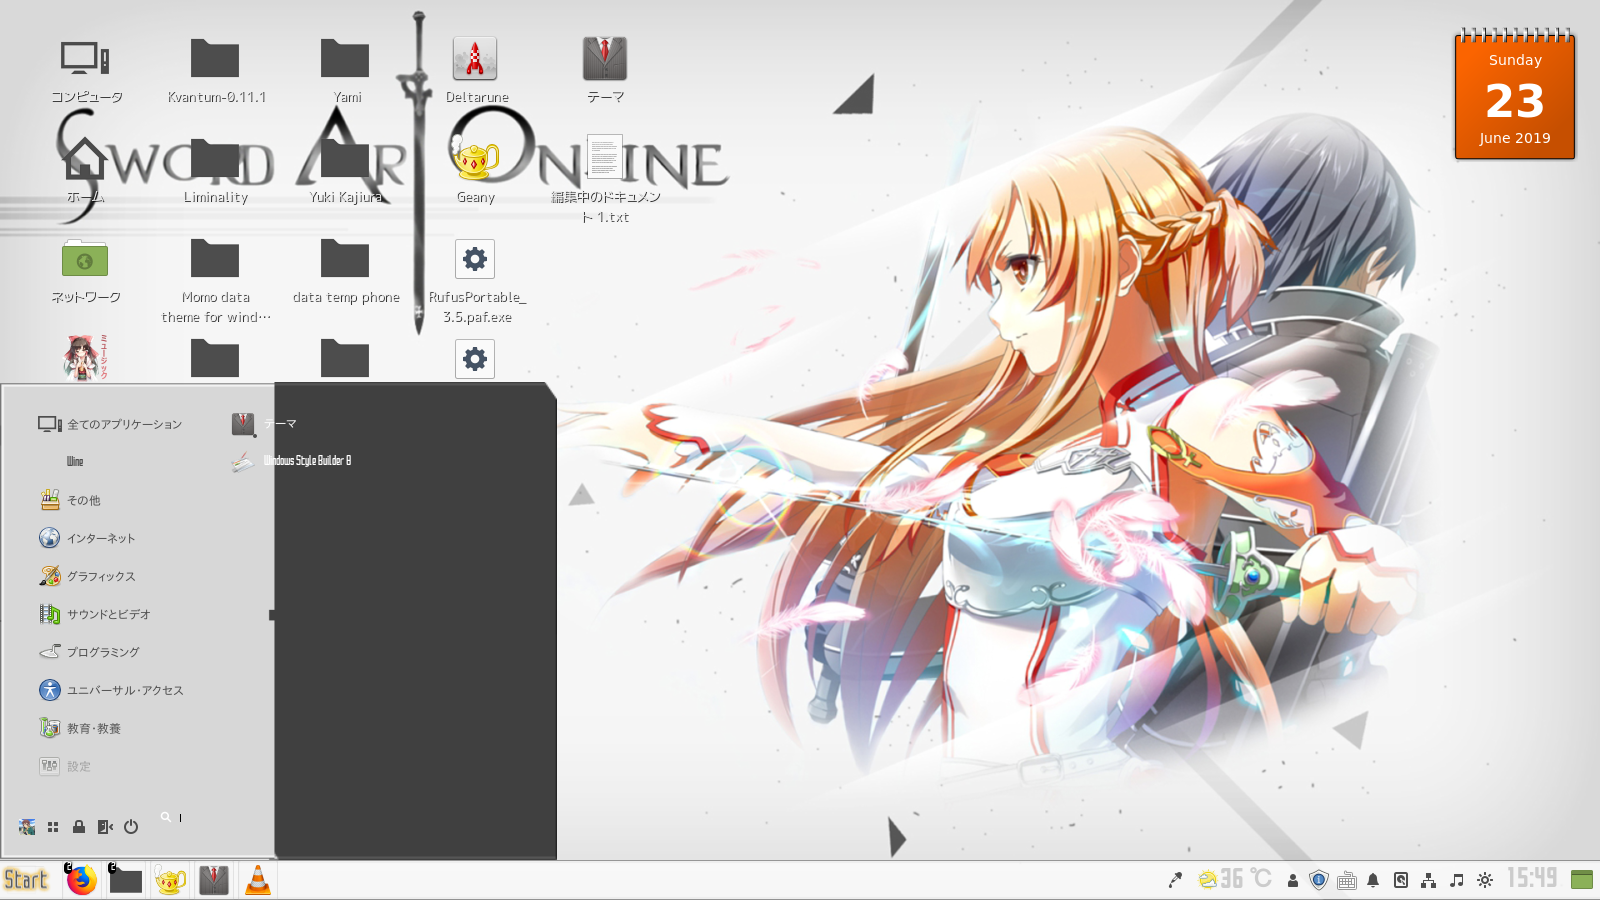 コンピュータ
Kvantum-0.11.1
Yami
Deltarune
テーマ
Sunday
23
June 2019
SWORD ART ONLINE
ホーム
Liminality
Yuki Kajiura
Geany
編集中のドキュメン
ト 1.txt
ネットワーク
Momo data
theme for wind…
data temp phone
RufusPortable_
3.5.paf.exe
ミュージック
全てのアプリケーション
テーマ
Wine
Windows Style Builder 8
その他
インターネット
グラフィックス
サウンドとビデオ
プログラミング
ユニバーサル・アクセス
教育・教養
設定
Start
2
2
36 °C
15:49